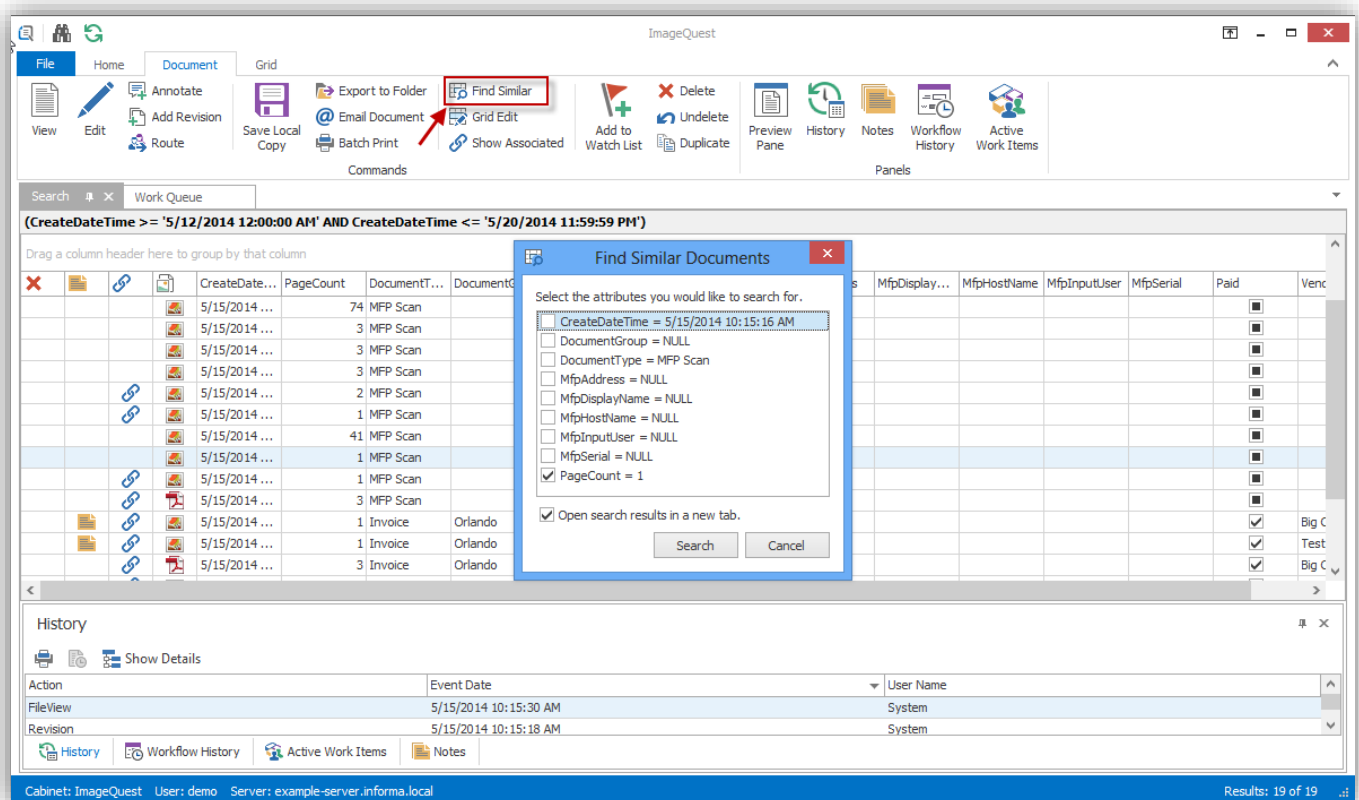 ImageQuest
File Home Document Grid
View
Edit
Annotate
Add Revision
Route
Save Local
Copy
Export to Folder
Email Document
Batch Print
Find Similar
Grid Edit
Show Associated
Add to
Watch List
Delete
Undelete
Duplicate
Preview
Pane
History
Notes
Workflow
History
Active
Work Items
Commands Panels
Search Work Queue
(CreateDateTime >= '5/12/2014 12:00:00 AM' AND CreateDateTime <= '5/20/2014 11:59:59 PM')
Drag a column header here to group by that column
CreateDate... PageCount DocumentT... DocumentG s MfpDisplay... MfpHostName MfpInputUser MfpSerial Paid Vend
5/15/2014 ... 74 MFP Scan
5/15/2014 ... 3 MFP Scan
5/15/2014 ... 3 MFP Scan
5/15/2014 ... 3 MFP Scan
5/15/2014 ... 2 MFP Scan
5/15/2014 ... 1 MFP Scan
5/15/2014 ... 41 MFP Scan
5/15/2014 ... 1 MFP Scan
5/15/2014 ... 1 MFP Scan
5/15/2014 ... 3 MFP Scan
5/15/2014 ... 1 Invoice Orlando Big C
5/15/2014 ... 1 Invoice Orlando Test
5/15/2014 ... 3 Invoice Orlando Big C
Find Similar Documents
Select the attributes you would like to search for.
CreateDateTime = 5/15/2014 10:15:16 AM
DocumentGroup = NULL
DocumentType = MFP Scan
MfpAddress = NULL
MfpDisplayName = NULL
MfpHostName = NULL
MfpInputUser = NULL
MfpSerial = NULL
PageCount = 1
Open search results in a new tab.
Search Cancel
History
Show Details
Action Event Date User Name
FileView 5/15/2014 10:15:30 AM System
Revision 5/15/2014 10:15:18 AM System
History Workflow History Active Work Items Notes
Cabinet: ImageQuest User: demo Server: example-server.informa.local Results: 19 of 19